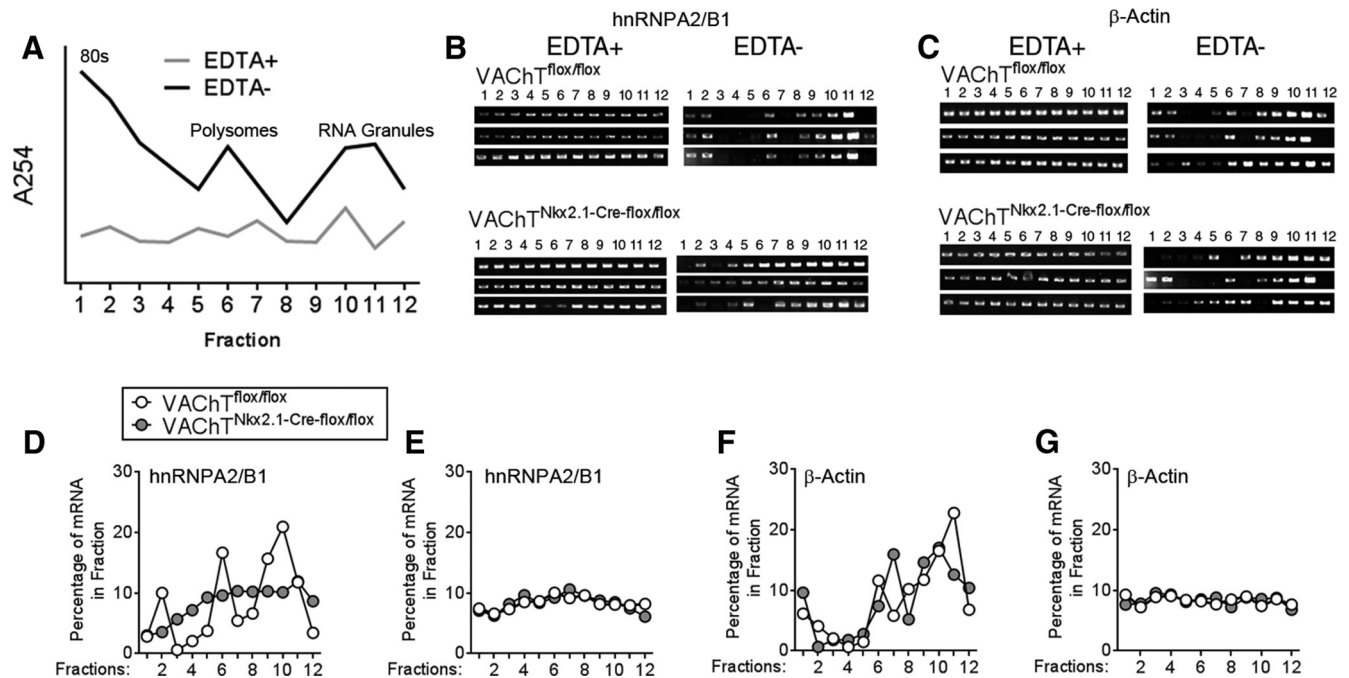 A
80s
EDTA+
EDTA-
Polysomes
RNA Granules
A254
1 2 3 4 5 6 7 8 9 10 11 12
Fraction
B
hnRNPA2/B1
EDTA+ EDTA-
VAChTflox/flox
1 2 3 4 5 6 7 8 9 10 11 12 1 2 3 4 5 6 7 8 9 10 11 12
VAChTNkx2.1-Cre-flox/flox
1 2 3 4 5 6 7 8 9 10 11 12 1 2 3 4 5 6 7 8 9 10 11 12
C
β-Actin
EDTA+ EDTA-
VAChTflox/flox
1 2 3 4 5 6 7 8 9 10 11 12 1 2 3 4 5 6 7 8 9 10 11 12
VAChTNkx2.1-Cre-flox/flox
1 2 3 4 5 6 7 8 9 10 11 12 1 2 3 4 5 6 7 8 9 10 11 12
VAChTflox/flox
VAChTNkx2.1-Cre-flox/flox
D
hnRNPA2/B1
Percentage of mRNA
in Fraction
30
20
10
0
Fractions: 2 4 6 8 10 12
E
hnRNPA2/B1
Percentage of mRNA
in Fraction
30
20
10
0
Fractions: 2 4 6 8 10 12
F
β-Actin
Percentage of mRNA
in Fraction
30
20
10
0
Fractions: 2 4 6 8 10 12
G
β-Actin
Percentage of mRNA
in Fraction
30
20
10
0
Fractions: 2 4 6 8 10 12